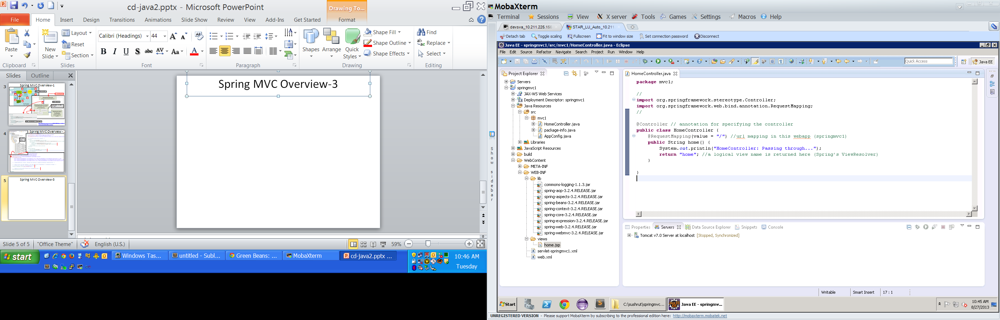 cd-java2.pptx - Microsoft PowerPoint
Drawing To...
File Home Insert Design Transitions Animations Slide Show Review View Add-Ins Get Started Format
Paste
New Slide
Layout
Reset
Section
Calibri (Headings) 44
B I U S abc AV Aa A
Shapes Arrange Quick Styles
Shape Fill
Shape Outline
Shape Effects
Find
Replace
Select
Clipboard Slides Font Paragraph Drawing Editing
Slides Outline
3
Spring MVC Overview-1
4
Spring MVC Overview -
5
Spring MVC Overview-3
Spring MVC Overview-3
Slide 5 of 5 "Office Theme" English (U.S.) 59%
start Windows Tas... untitled - Subl... Green Beans: ... MobaXterm cd-java2.pptx ...
10:46 AM
Tuesday
MobaXterm
Terminal Sessions View X server Tools Games Settings Macros Help
devsva_10.211.225.156 STAR_LU_Auto_10.211
Detach tab Toggle scaling Fullscreen Fit to window size Set connection password Disconnect
Show sidebar
Java EE - springmvc1/src/mvc1/HomeController.java - Eclipse
File Edit Source Refactor Navigate Search Project Run Window Help
Quick Access Java EE
Project Explorer
Servers
springmvc1
JAX-WS Web Services
Deployment Descriptor: springmvc1
Java Resources
src
mvc1
HomeController.java
package-info.java
AppConfig.java
Libraries
JavaScript Resources
build
WebContent
META-INF
WEB-INF
lib
commons-logging-1.1.3.jar
spring-aop-3.2.4.RELEASE.jar
spring-aspects-3.2.4.RELEASE.jar
spring-beans-3.2.4.RELEASE.jar
spring-context-3.2.4.RELEASE.jar
spring-core-3.2.4.RELEASE.jar
spring-expression-3.2.4.RELEASE.jar
spring-web-3.2.4.RELEASE.jar
spring-webmvc-3.2.4.RELEASE.jar
views
home.jsp
servlet-springmvc1.xml
web.xml
HomeController.java
package mvc1;
//
import org.springframework.stereotype.Controller;
import org.springframework.web.bind.annotation.RequestMapping;
//
@Controller // annotation for specifying the controller
public class HomeController {
@RequestMapping(value = "/") //url mapping in this webapp (springmvc1)
public String home() {
System.out.println("HomeController: Passing through...");
return "home"; //a logical view name is returned here (Spring's ViewResolver)
}
}
Properties Servers Data Source Explorer Snippets Console
Tomcat v7.0 Server at localhost [Stopped, Synchronized]
Writable Smart Insert 17 : 1
Start C:\sushrut\springmvc... Java EE - springmv...
10:45 AM
8/27/2013
UNREGISTERED VERSION - Please support MobaXterm by subscribing to the professional edition here: http://mobaxterm.mobatek.net